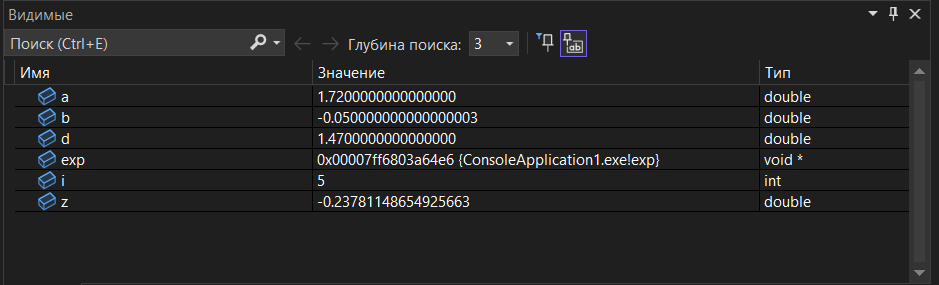 Видимые
Поиск (Ctrl+E) Глубина поиска: 3
Имя Значение Тип
a 1.7200000000000000 double
b -0.050000000000000003 double
d 1.4700000000000000 double
exp 0x00007ff6803a64e6 {ConsoleApplication1.exe!exp} void *
i 5 int
z -0.23781148654925663 double